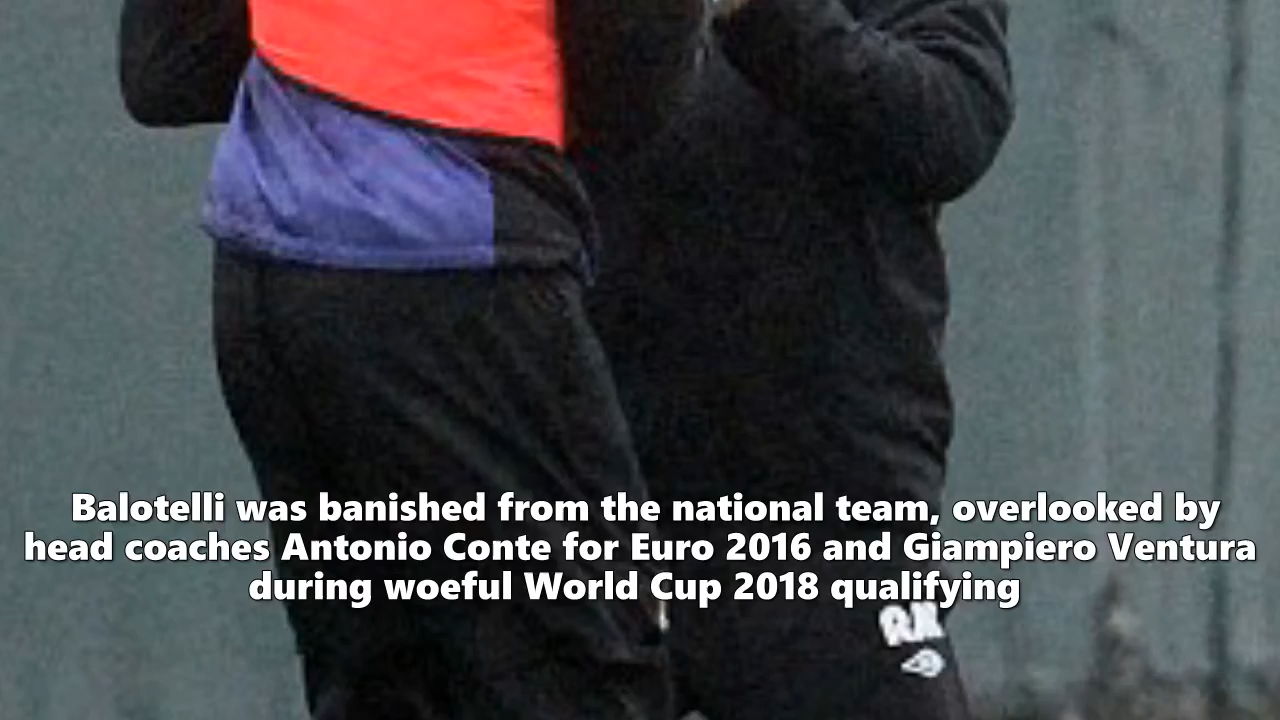 Balotelli was banished from the national team, overlooked by
head coaches Antonio Conte for Euro 2016 and Giampiero Ventura
during woeful World Cup 2018 qualifying
RK